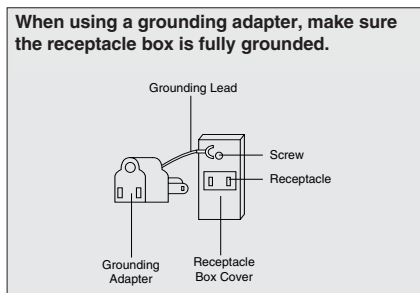 When using a grounding adapter, make sure
the receptacle box is fully grounded.
Grounding Lead
Screw
Receptacle
Grounding
Adapter
Receptacle
Box Cover